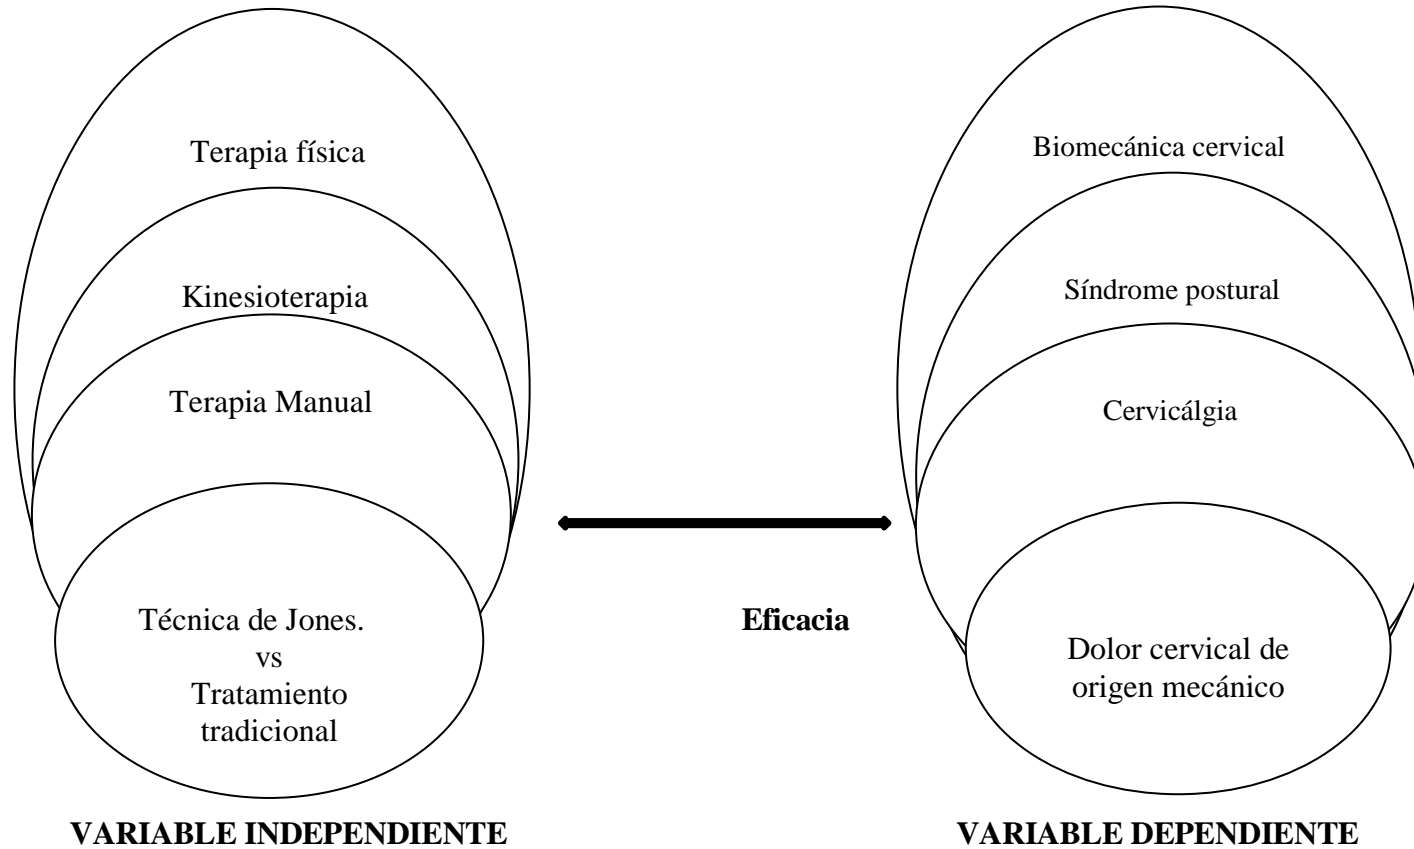 Terapia física
Kinesioterapia
Terapia Manual
Técnica de Jones.
vs
Tratamiento
tradicional
VARIABLE INDEPENDIENTE
Eficacia
Biomecánica cervical
Síndrome postural
Cervicálgia
Dolor cervical de
origen mecánico
VARIABLE DEPENDIENTE